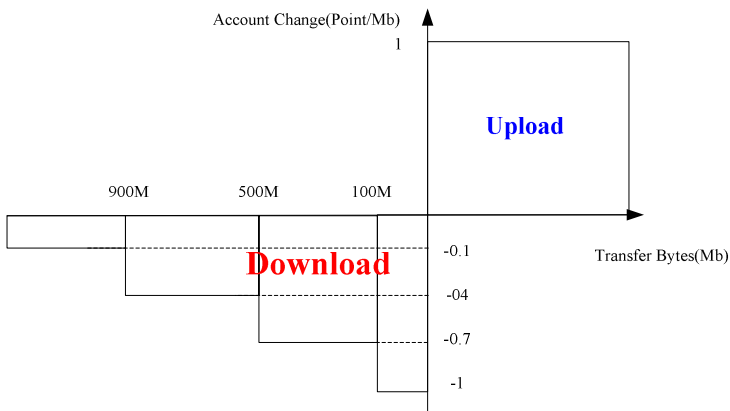 Account Change(Point/Mb)
1
Upload
900M
500M
100M
-0.1
Transfer Bytes(Mb)
Download
-04
-0.7
-1